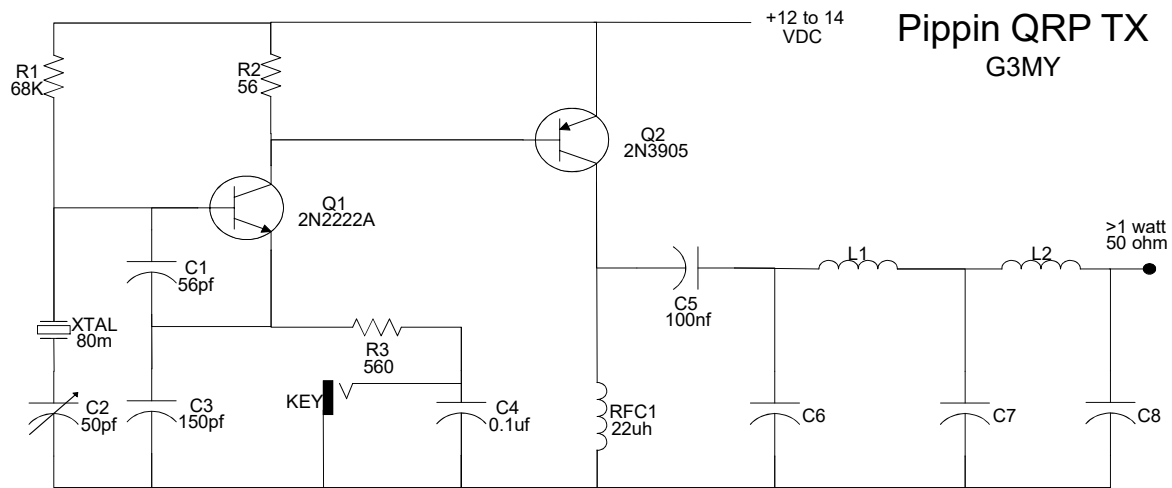 +12 to 14
VDC
Pippin QRP TX
G3MY
R1
68K
R2
56
Q2
2N3905
Q1
2N2222A
>1 watt
50 ohm
L1
L2
C1
56pf
C5
100nf
XTAL
80m
R3
560
KEY
C2
50pf
C3
150pf
C4
0.1uf
RFC1
22uh
C6
C7
C8